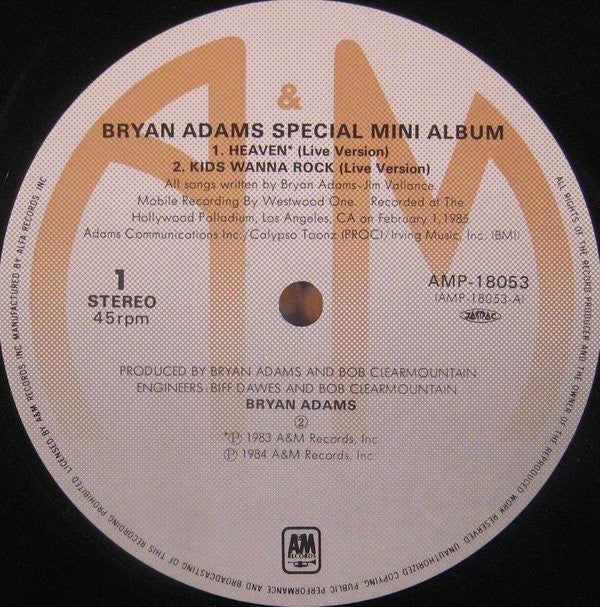 A&M
BRYAN ADAMS SPECIAL MINI ALBUM
1. HEAVEN* (Live Version)
2. KIDS WANNA ROCK (Live Version)
All songs written by Bryan Adams-Jim Vallance.
Mobile Recording By Westwood One. Recorded at The
Hollywood Palladium, Los Angeles, CA on February 1, 1985
Adams Communications Inc./Calypso Toonz (PROC)/Irving Music, Inc. (BMI)
1
STEREO
45rpm
AMP-18053
(AMP-18053-A)
JASRAC
PRODUCED BY BRYAN ADAMS AND BOB CLEARMOUNTAIN
ENGINEERS: BIFF DAWES AND BOB CLEARMOUNTAIN
BRYAN ADAMS
②
*Ⓟ 1983 A&M Records, Inc.
Ⓟ 1984 A&M Records, Inc.
A&M
RECORDS
ALL RIGHTS OF THE RECORD PRODUCER AND THE OWNER OF THE REPRODUCED WORK RESERVED. UNAUTHORIZED COPYING, PUBLIC PERFORMANCE AND BROADCASTING OF THIS RECORDING PROHIBITED. LICENSED BY A&M RECORDS INC. MANUFACTURED BY ALFA RECORDS INC.